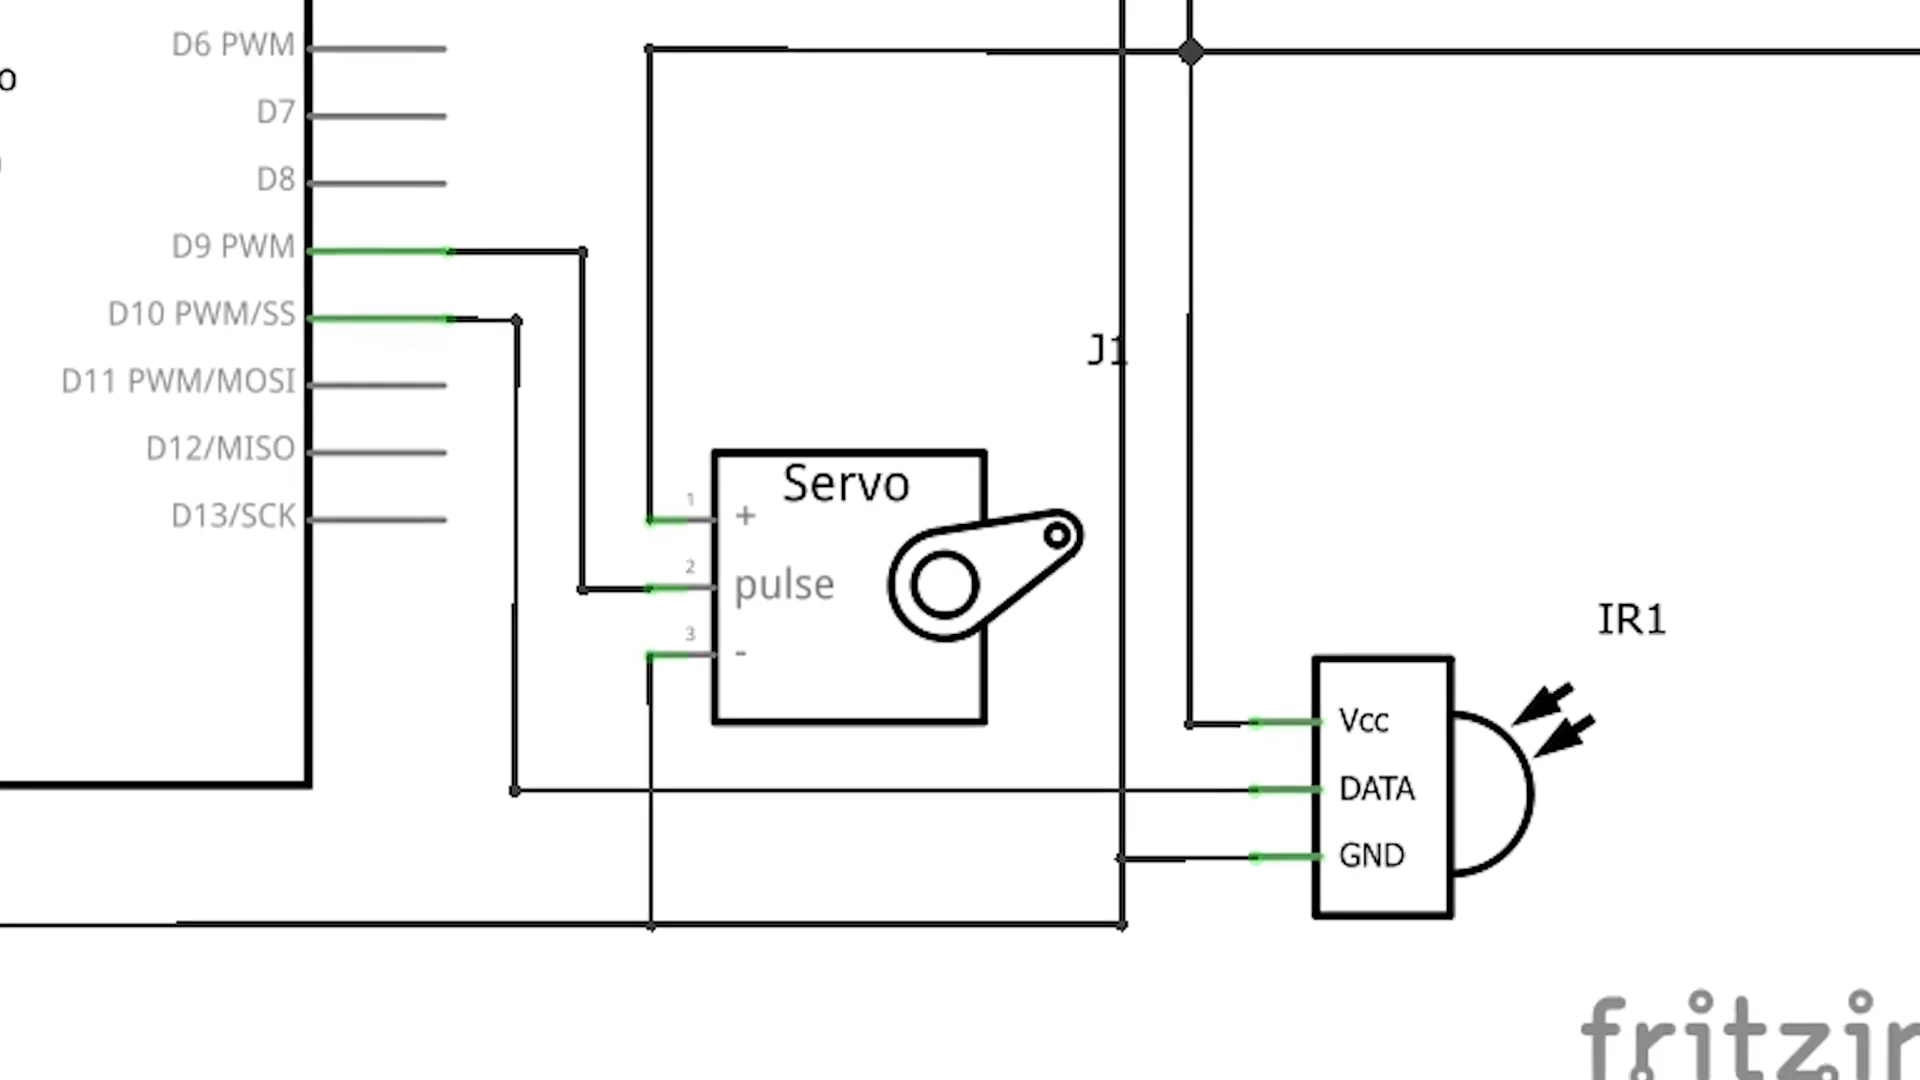 D6 PWM
o
D7
D8
D9 PWM
D10 PWM/SS
J1
D11 PWM/MOSI
D12/MISO
Servo
D13/SCK
1
+
2
pulse
3
-
IR1
Vcc
DATA
GND
fritzin